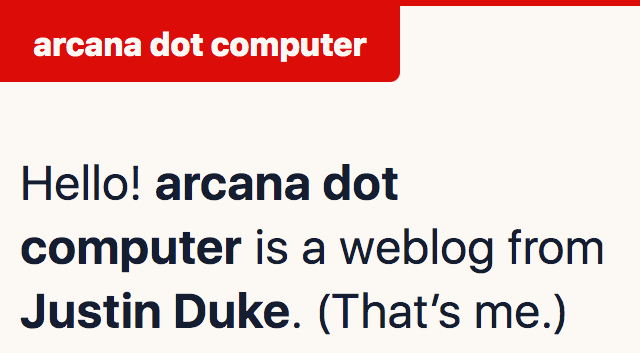 arcana dot computer
Hello! arcana dot
computer is a weblog from
Justin Duke. (That’s me.)